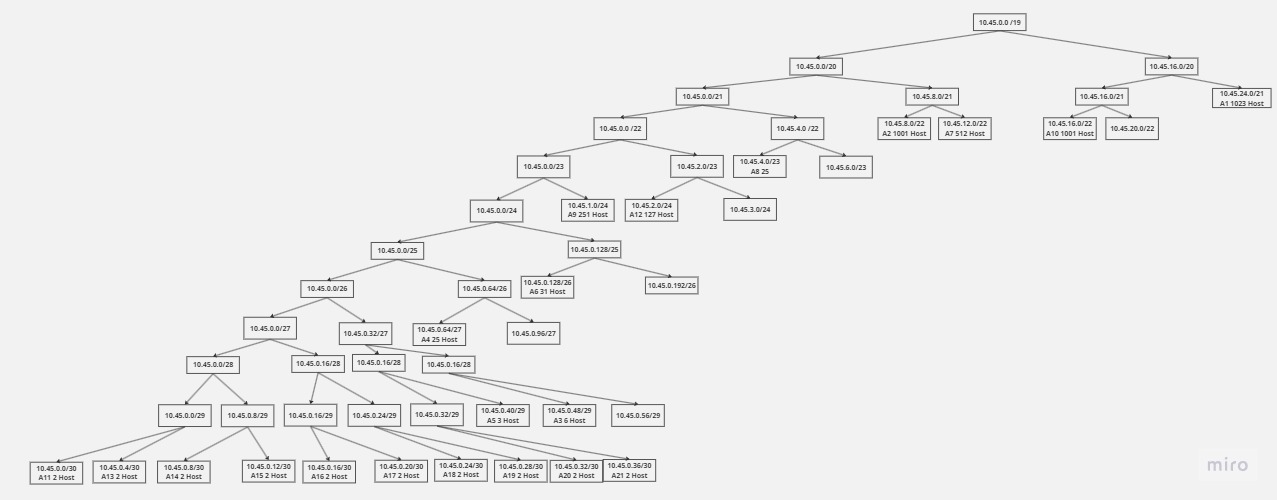 10.45.0.0 /19
10.45.0.0/20
10.45.16.0/20
10.45.0.0/21
10.45.8.0/21
10.45.16.0/21
10.45.24.0/21
A1 1023 Host
10.45.0.0 /22
10.45.4.0 /22
10.45.8.0/22
A2 1001 Host
10.45.12.0/22
A7 512 Host
10.45.16.0/22
A10 1001 Host
10.45.20.0/22
10.45.0.0/23
10.45.2.0/23
10.45.4.0/23
A8 25
10.45.6.0/23
10.45.0.0/24
10.45.1.0/24
A9 251 Host
10.45.2.0/24
A12 127 Host
10.45.3.0/24
10.45.0.0/25
10.45.0.128/25
10.45.0.0/26
10.45.0.64/26
10.45.0.128/26
A6 31 Host
10.45.0.192/26
10.45.0.0/27
10.45.0.32/27
10.45.0.64/27
A4 25 Host
10.45.0.96/27
10.45.0.0/28
10.45.0.16/28
10.45.0.16/28
10.45.0.16/28
10.45.0.0/29
10.45.0.8/29
10.45.0.16/29
10.45.0.24/29
10.45.0.32/29
10.45.0.40/29
A5 3 Host
10.45.0.48/29
A3 6 Host
10.45.0.56/29
10.45.0.0/30
A11 2 Host
10.45.0.4/30
A13 2 Host
10.45.0.8/30
A14 2 Host
10.45.0.12/30
A15 2 Host
10.45.0.16/30
A16 2 Host
10.45.0.20/30
A17 2 Host
10.45.0.24/30
A18 2 Host
10.45.0.28/30
A19 2 Host
10.45.0.32/30
A20 2 Host
10.45.0.36/30
A21 2 Host
miro